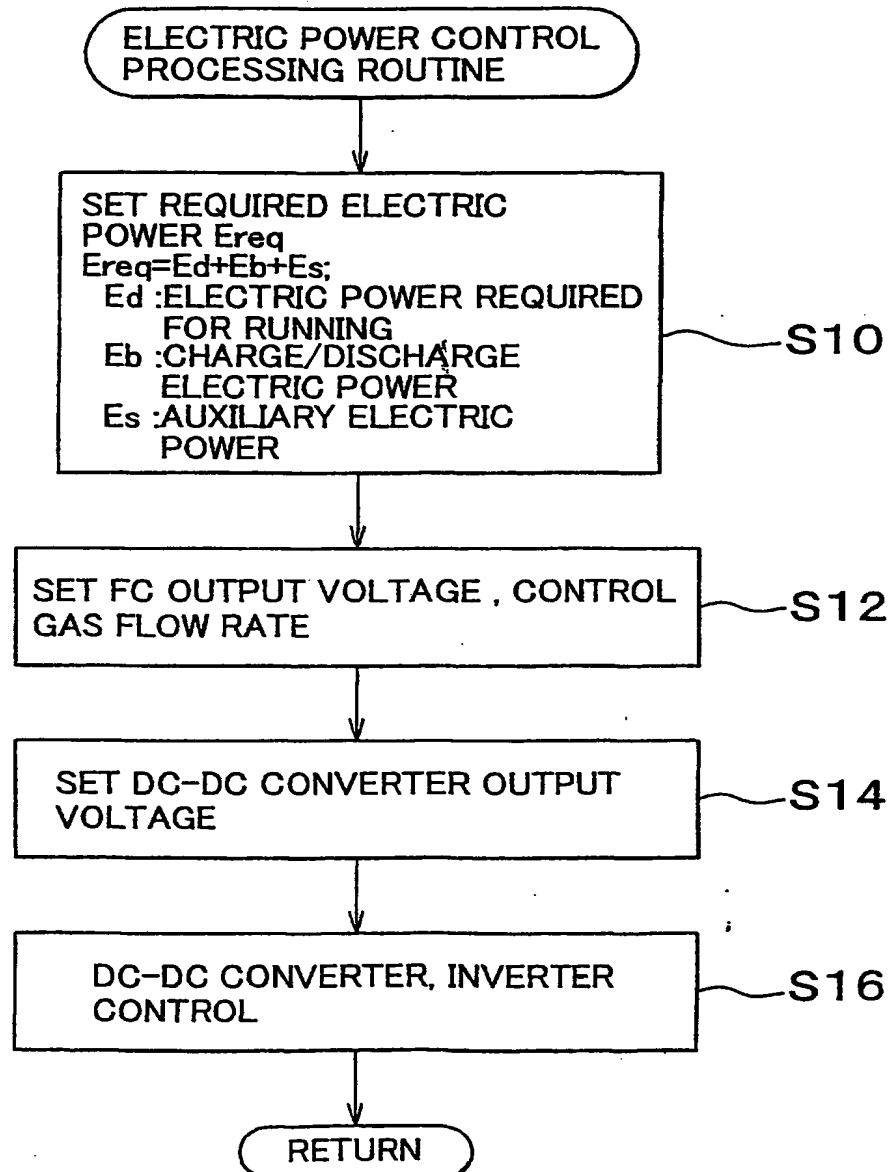 ELECTRIC POWER CONTROL
PROCESSING ROUTINE
SET REQUIRED ELECTRIC
POWER Ereq
Ereq=Ed+Eb+Es;
Ed :ELECTRIC POWER REQUIRED
FOR RUNNING
Eb :CHARGE/DISCHARGE
ELECTRIC POWER
Es :AUXILIARY ELECTRIC
POWER
S10
SET FC OUTPUT VOLTAGE , CONTROL
GAS FLOW RATE
S12
SET DC-DC CONVERTER OUTPUT
VOLTAGE
S14
DC-DC CONVERTER, INVERTER
CONTROL
S16
RETURN